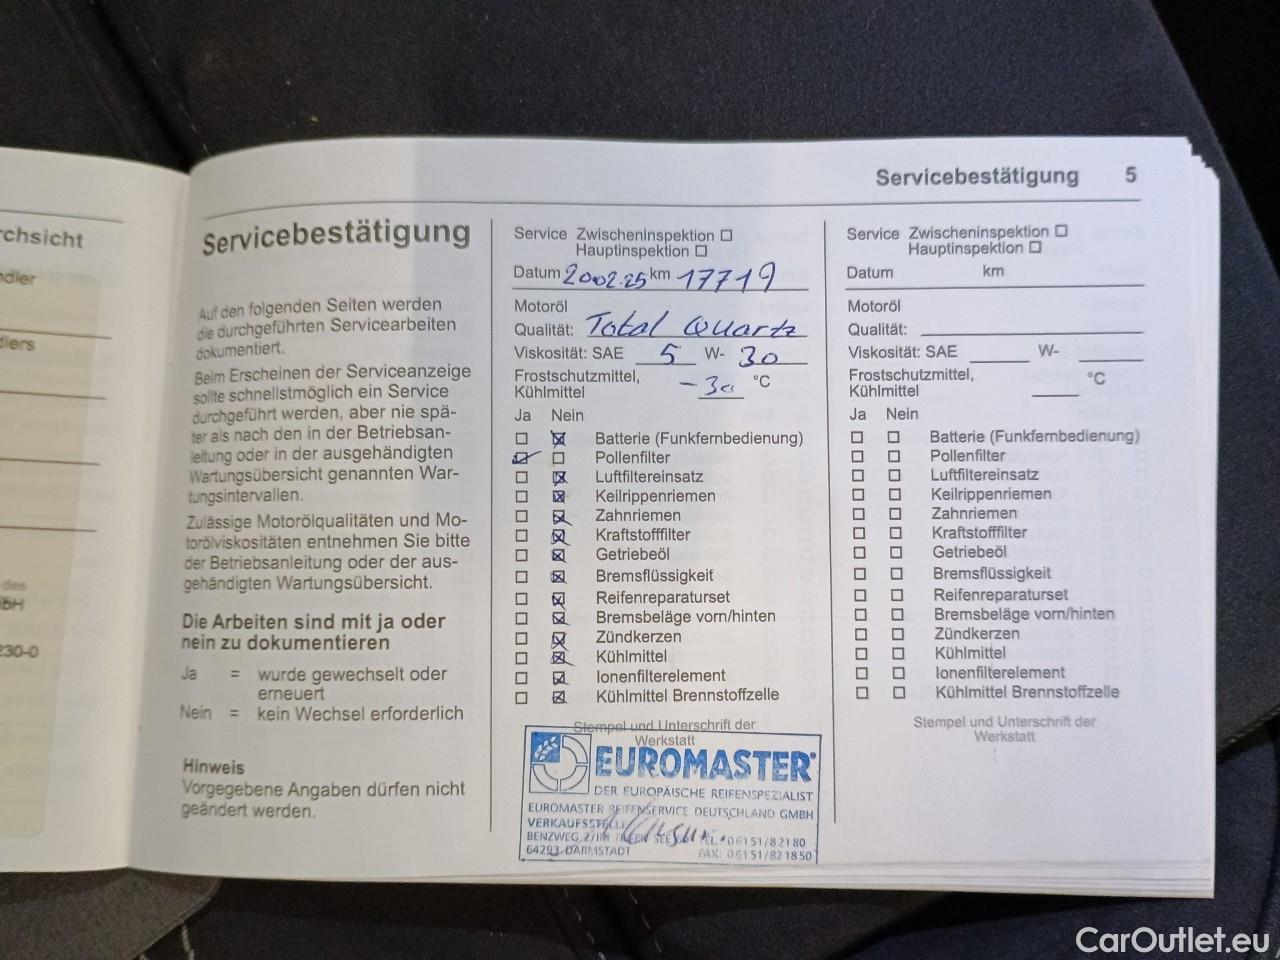 Servicebestätigung 5
rchsicht
dler
dlers
des
bH
230-0
Servicebestätigung
Auf den folgenden Seiten werden
die durchgeführten Servicearbeiten
dokumentiert.
Beim Erscheinen der Serviceanzeige
sollte schnellstmöglich ein Service
durchgeführt werden, aber nie spä-
ter als nach den in der Betriebsan-
leitung oder in der ausgehändigten
Wartungsübersicht genannten War-
tungsintervallen.
Zulässige Motorölqualitäten und Mo-
torölviskositäten entnehmen Sie bitte
der Betriebsanleitung oder der aus-
gehändigten Wartungsübersicht.
Die Arbeiten sind mit ja oder
nein zu dokumentieren
Ja = wurde gewechselt oder
erneuert
Nein = kein Wechsel erforderlich
Hinweis
Vorgegebene Angaben dürfen nicht
geändert werden.
Service Zwischeninspektion
Hauptinspektion
Datum 20.02.25 km 17719
Motoröl
Qualität: Total Quartz
Viskosität: SAE 5 W- 30
Frostschutzmittel,
Kühlmittel -30 °C
Ja Nein
Batterie (Funkfernbedienung)
Pollenfilter
Luftfiltereinsatz
Keilrippenriemen
Zahnriemen
Kraftstofffilter
Getriebeöl
Bremsflüssigkeit
Reifenreparaturset
Bremsbeläge vorn/hinten
Zündkerzen
Kühlmittel
Ionenfilterelement
Kühlmittel Brennstoffzelle
Stempel und Unterschrift der
Werkstatt
EUROMASTER
DER EUROPÄISCHE REIFENSPEZIALIST
EUROMASTER REIFENSERVICE DEUTSCHLAND GMBH
VERKAUFSSTELLE
BENZWEG 2/IM TIEFEN SEE TEL. 06151/82180
64293 DARMSTADT FAX: 06151/821850
Service Zwischeninspektion
Hauptinspektion
Datum km
Motoröl
Qualität:
Viskosität: SAE W-
Frostschutzmittel,
Kühlmittel °C
Ja Nein
Batterie (Funkfernbedienung)
Pollenfilter
Luftfiltereinsatz
Keilrippenriemen
Zahnriemen
Kraftstofffilter
Getriebeöl
Bremsflüssigkeit
Reifenreparaturset
Bremsbeläge vorn/hinten
Zündkerzen
Kühlmittel
Ionenfilterelement
Kühlmittel Brennstoffzelle
Stempel und Unterschrift der
Werkstatt
CarOutlet.eu